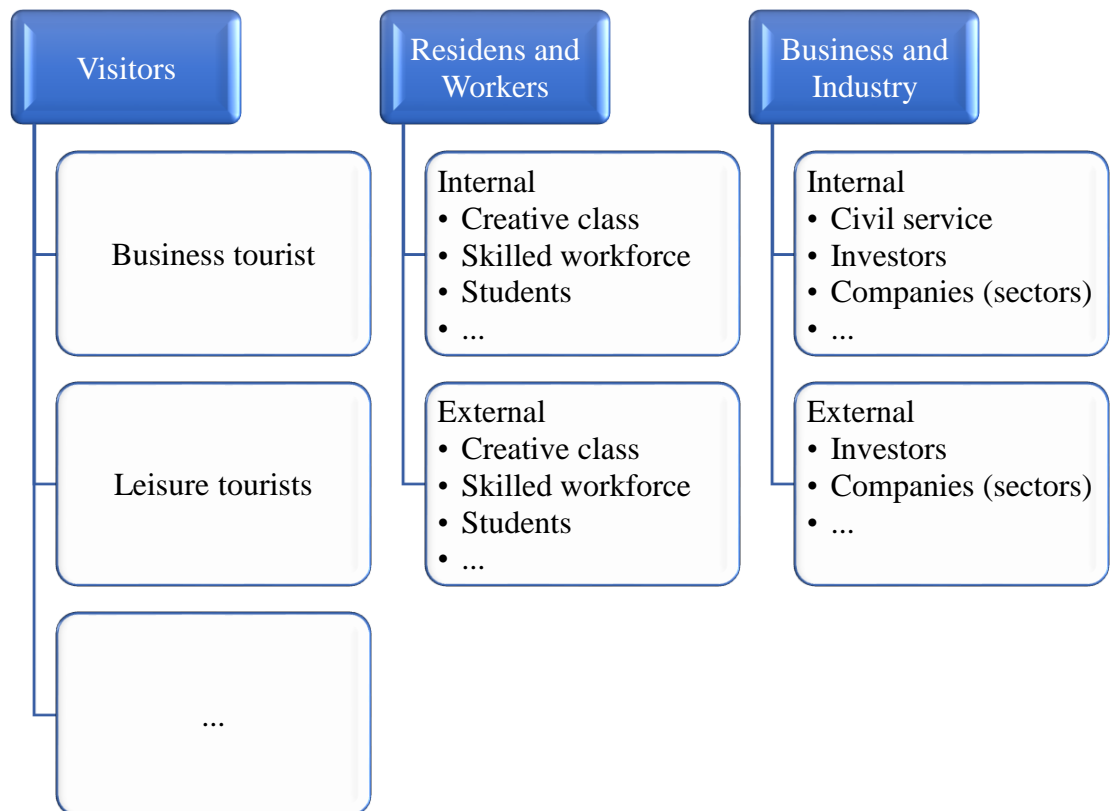 Visitors
Business tourist
Leisure tourists
...
Residens and
Workers
Internal
• Creative class
• Skilled workforce
• Students
• ...
External
• Creative class
• Skilled workforce
• Students
• ...
Business and
Industry
Internal
• Civil service
• Investors
• Companies (sectors)
• ...
External
• Investors
• Companies (sectors)
• ...